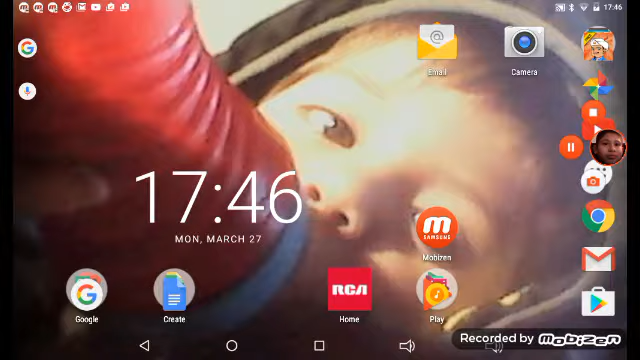 17:46
Email
Camera
17:46
MON, MARCH 27
m
SAMSUNG
Mobizen
RCA
Google
Create
Home
Play
Recorded by mobizen